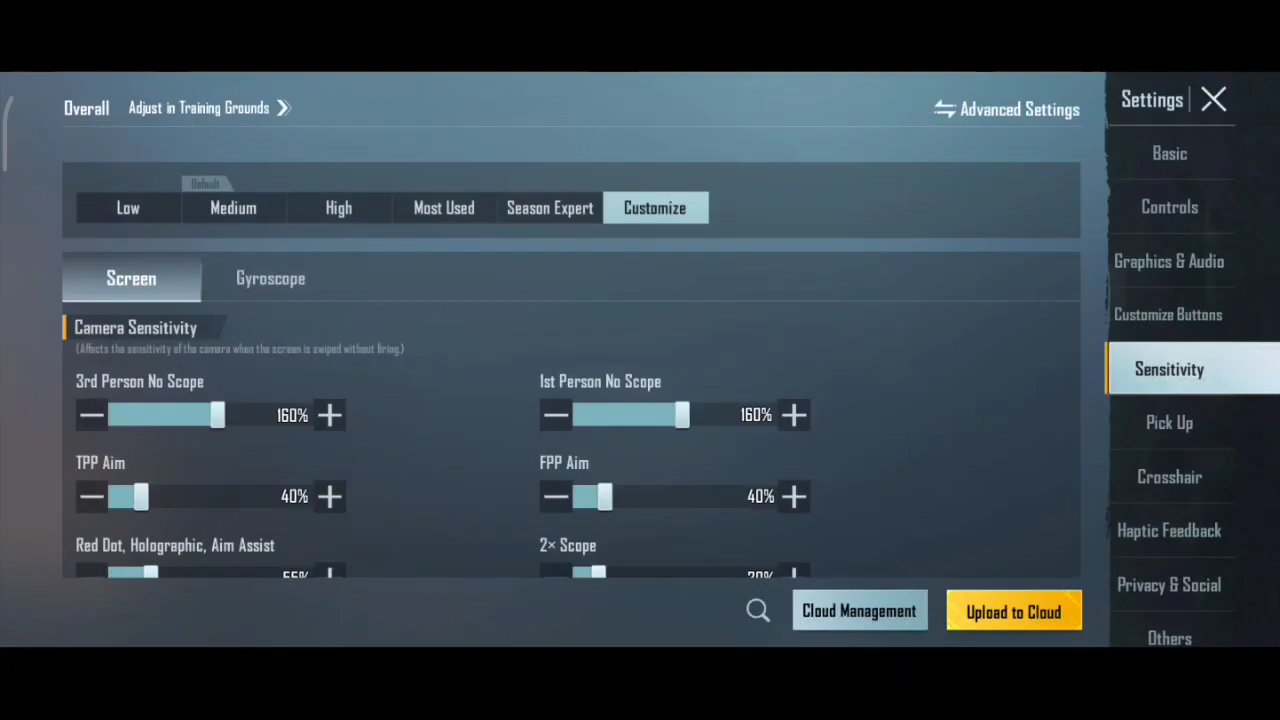 Overall Adjust in Training Grounds
Advanced Settings
Settings
Default
Low Medium High Most Used Season Expert Customize
Screen Gyroscope
Camera Sensitivity
(Affects the sensitivity of the camera when the screen is swiped without firing.)
3rd Person No Scope 1st Person No Scope
160% 160%
TPP Aim FPP Aim
40% 40%
Red Dot, Holographic, Aim Assist 2× Scope
Cloud Management Upload to Cloud
Basic
Controls
Graphics & Audio
Customize Buttons
Sensitivity
Pick Up
Crosshair
Haptic Feedback
Privacy & Social
Others